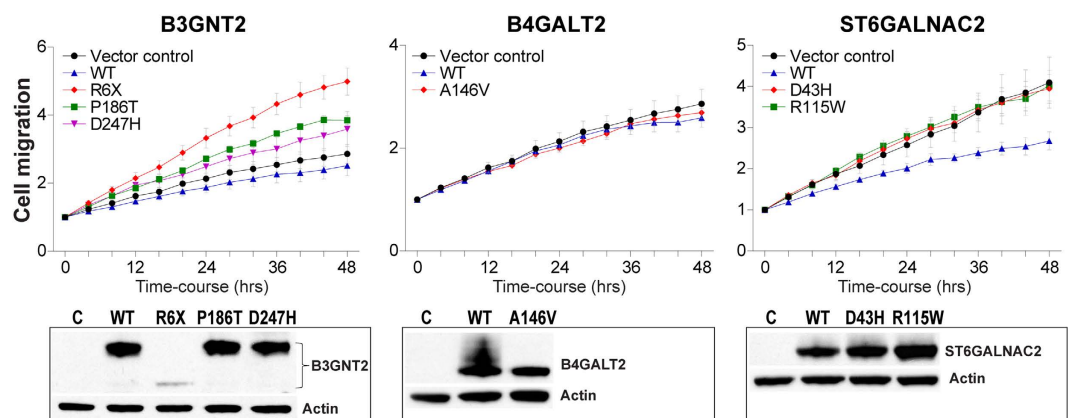 B3GNT2
B4GALT2
ST6GALNAC2
Cell migration
6
4
2
0
Vector control
WT
R6X
P186T
D247H
0 12 24 36 48
Time-course (hrs)
4
2
0
Vector control
WT
A146V
0 12 24 36 48
Time-course (hrs)
5
4
3
2
1
0
Vector control
WT
D43H
R115W
0 12 24 36 48
Time-course (hrs)
C WT R6X P186T D247H
B3GNT2
Actin
C WT A146V
B4GALT2
Actin
C WT D43H R115W
ST6GALNAC2
Actin